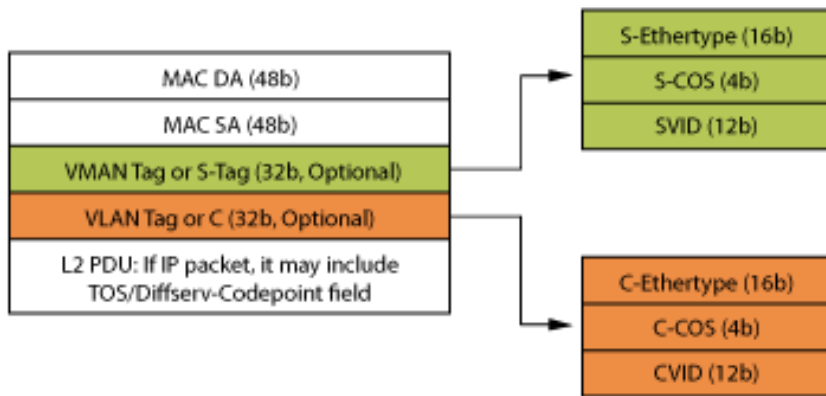 MAC DA (48b)
MAC SA (48b)
VMAN Tag or S-Tag (32b, Optional)
VLAN Tag or C (32b, Optional)
L2 PDU: If IP packet, it may include
TOS/Diffserv-Codepoint field
S-Ethertype (16b)
S-COS (4b)
SVID (12b)
C-Ethertype (16b)
C-COS (4b)
CVID (12b)